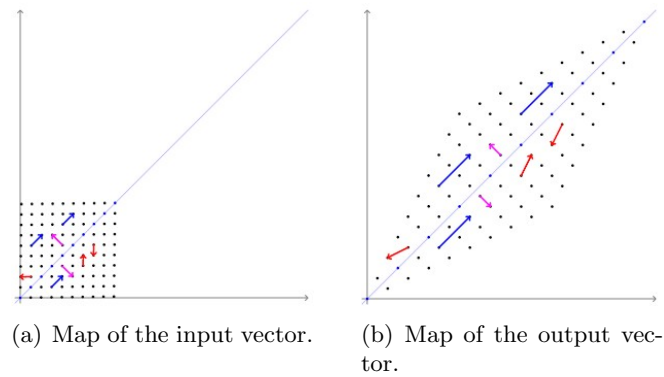 (a) Map of the input vector.
(b) Map of the output vec-
tor.